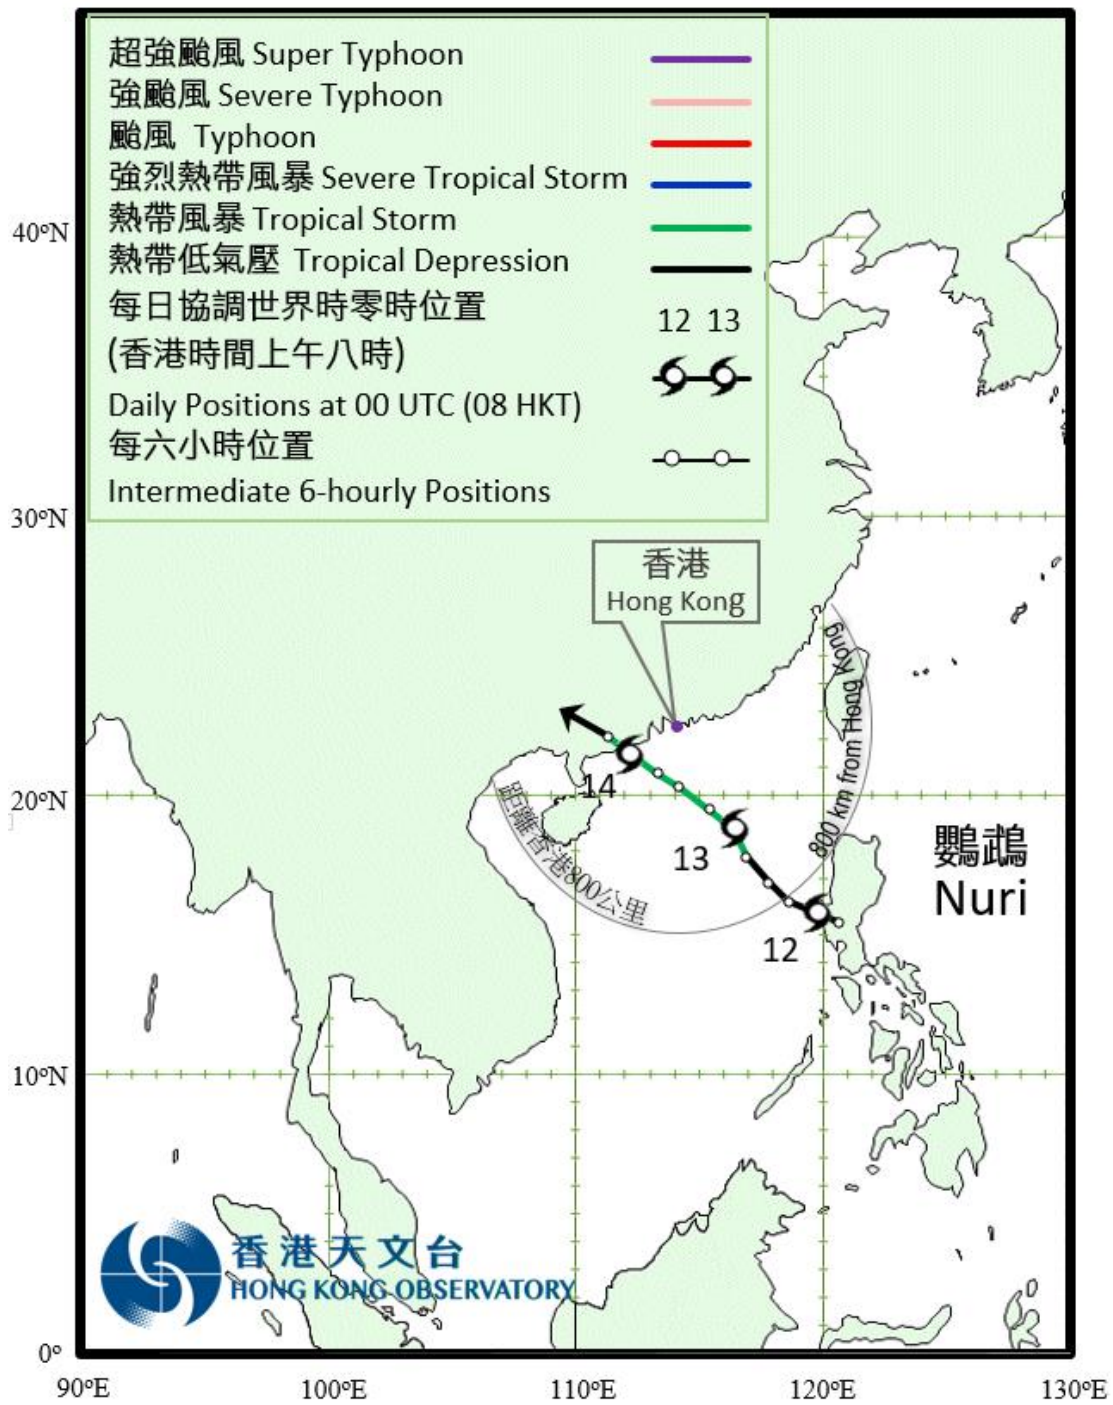 超強颱風 Super Typhoon
強颱風 Severe Typhoon
颱風 Typhoon
強烈熱帶風暴 Severe Tropical Storm
熱帶風暴 Tropical Storm
熱帶低氣壓 Tropical Depression
每日協調世界時零時位置
(香港時間上午八時)
12 13
Daily Positions at 00 UTC (08 HKT)
每六小時位置
Intermediate 6-hourly Positions
40°N
30°N
20°N
10°N
0°
香港
Hong Kong
800 km from Hong Kong
距離香港800公里
14
13
12
鸚鵡
Nuri
香港天文台
HONG KONG OBSERVATORY
90°E 100°E 110°E 120°E 130°E